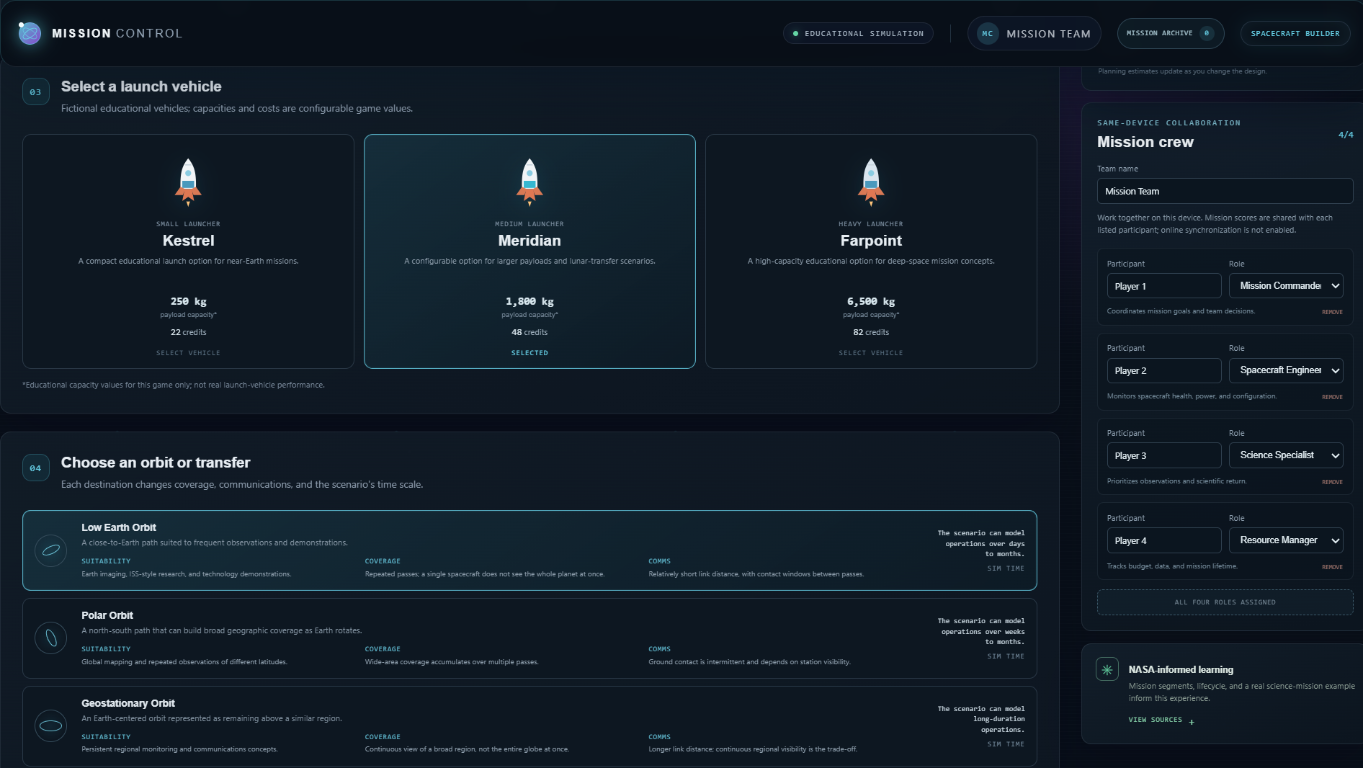 MISSION CONTROL
EDUCATIONAL SIMULATION
MC MISSION TEAM
MISSION ARCHIVE 0
SPACECRAFT BUILDER
03
Select a launch vehicle
Fictional educational vehicles; capacities and costs are configurable game values.
SMALL LAUNCHER
Kestrel
A compact educational launch option for near-Earth missions.
250 kg
payload capacity*
22 credits
SELECT VEHICLE
MEDIUM LAUNCHER
Meridian
A configurable option for larger payloads and lunar-transfer scenarios.
1,800 kg
payload capacity*
48 credits
SELECTED
HEAVY LAUNCHER
Farpoint
A high-capacity educational option for deep-space mission concepts.
6,500 kg
payload capacity*
82 credits
SELECT VEHICLE
*Educational capacity values for this game only; not real launch-vehicle performance.
04
Choose an orbit or transfer
Each destination changes coverage, communications, and the scenario's time scale.
Low Earth Orbit
A close-to-Earth path suited to frequent observations and demonstrations.
SUITABILITY
Earth imaging, ISS-style research, and technology demonstrations.
COVERAGE
Repeated passes; a single spacecraft does not see the whole planet at once.
COMMS
Relatively short link distance, with contact windows between passes.
The scenario can model
operations over days
to months.
SIM TIME
Polar Orbit
A north-south path that can build broad geographic coverage as Earth rotates.
SUITABILITY
Global mapping and repeated observations of different latitudes.
COVERAGE
Wide-area coverage accumulates over multiple passes.
COMMS
Ground contact is intermittent and depends on station visibility.
The scenario can model
operations over weeks
to months.
SIM TIME
Geostationary Orbit
An Earth-centered orbit represented as remaining above a similar region.
SUITABILITY
Persistent regional monitoring and communications concepts.
COVERAGE
Continuous view of a broad region, not the entire globe at once.
COMMS
Longer link distance; continuous regional visibility is the trade-off.
The scenario can model
long-duration
operations.
SIM TIME
Planning estimates update as you change the design.
SAME-DEVICE COLLABORATION
Mission crew
4/4
Team name
Mission Team
Work together on this device. Mission scores are shared with each
listed participant; online synchronization is not enabled.
Participant
Role
Player 1
Mission Commande
Coordinates mission goals and team decisions.
REMOVE
Participant
Role
Player 2
Spacecraft Engineer
Monitors spacecraft health, power, and configuration.
REMOVE
Participant
Role
Player 3
Science Specialist
Prioritizes observations and scientific return.
REMOVE
Participant
Role
Player 4
Resource Manager
Tracks budget, data, and mission lifetime.
REMOVE
ALL FOUR ROLES ASSIGNED
NASA-informed learning
Mission segments, lifecycle, and a real science-mission example
inform this experience.
VIEW SOURCES +